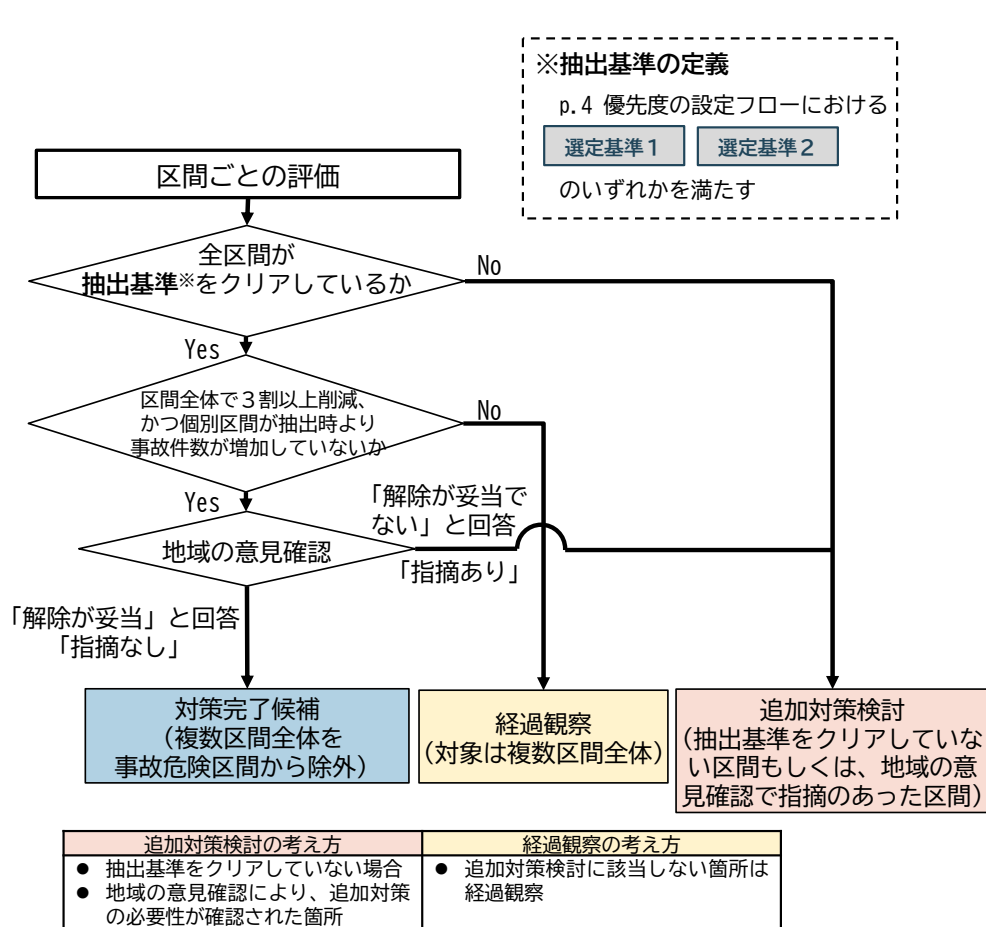 ※抽出基準の定義
p.4 優先度の設定フローにおける
選定基準1 選定基準2
のいずれかを満たす
区間ごとの評価
全区間が
抽出基準※をクリアしているか
No
Yes
区間全体で3割以上削減、
かつ個別区間が抽出時より
事故件数が増加していないか
No
Yes
「解除が妥当で
ない」と回答
地域の意見確認
「指摘あり」
「解除が妥当」と回答
「指摘なし」
対策完了候補
(複数区間全体を
事故危険区間から除外)
経過観察
(対象は複数区間全体)
追加対策検討
(抽出基準をクリアしていな
い区間もしくは、地域の意
見確認で指摘のあった区間)
追加対策検討の考え方
● 抽出基準をクリアしていない場合
● 地域の意見確認により、追加対策
の必要性が確認された箇所
経過観察の考え方
● 追加対策検討に該当しない箇所は
経過観察